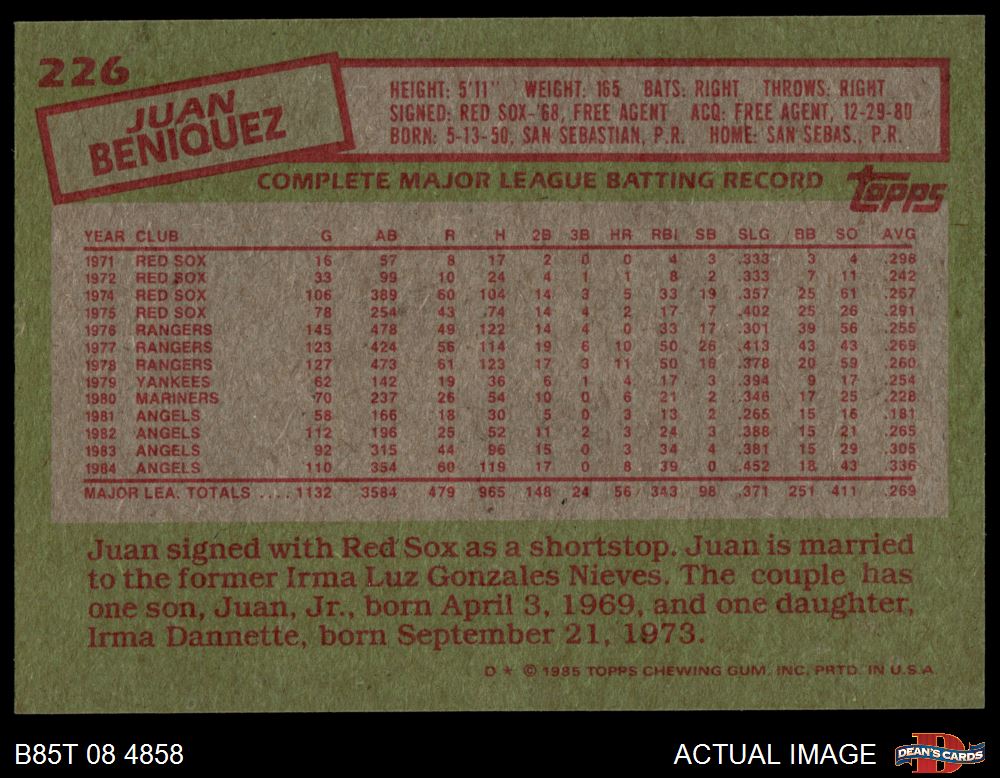 226
JUAN
BENIQUEZ
HEIGHT: 5'11" WEIGHT: 165 BATS: RIGHT THROWS: RIGHT
SIGNED: RED SOX-'68, FREE AGENT ACQ: FREE AGENT, 12-29-80
BORN: 5-13-50, SAN SEBASTIAN, P.R. HOME: SAN SEBAS., P.R.
COMPLETE MAJOR LEAGUE BATTING RECORD topps
YEAR CLUB G AB R H 2B 3B HR RBI SB SLG BB SO AVG
1971 RED SOX 16 57 8 17 2 0 0 4 3 .333 3 4 .298
1972 RED SOX 33 99 10 24 4 1 1 8 2 .333 7 11 .242
1974 RED SOX 106 389 60 104 14 3 5 33 19 .357 25 61 .267
1975 RED SOX 78 254 43 .74 14 4 2 17 7 .402 25 26 .291
1976 RANGERS 145 478 49 122 14 4 0 33 17 .301 39 56 .255
1977 RANGERS 123 424 56 114 19 6 10 50 26 .413 43 43 .269
1978 RANGERS 127 473 61 123 17 3 11 50 10 .378 20 59 .260
1979 YANKEES 62 142 19 36 6 1 4 17 3 .394 9 17 .254
1980 MARINERS 70 237 26 54 10 0 6 21 2 .346 17 25 .228
1981 ANGELS 58 166 18 30 5 0 3 13 2 .265 15 16 .181
1982 ANGELS 112 196 25 52 11 2 3 24 3 .388 15 21 .265
1983 ANGELS 92 315 44 96 15 0 3 34 4 .381 15 29 .305
1984 ANGELS 110 354 60 119 17 0 8 39 0 .452 18 43 .336
MAJOR LEA. TOTALS .... 1132 3584 479 965 148 24 56 343 98 .371 251 411 .269
Juan signed with Red Sox as a shortstop. Juan is married
to the former Irma Luz Gonzales Nieves. The couple has
one son, Juan, Jr., born April 3, 1969, and one daughter,
Irma Dannette, born September 21, 1973.
D * © 1985 TOPPS CHEWING GUM, INC. PRTD. IN U.S.A.
B85T 08 4858 ACTUAL IMAGE DEAN'S CARDS